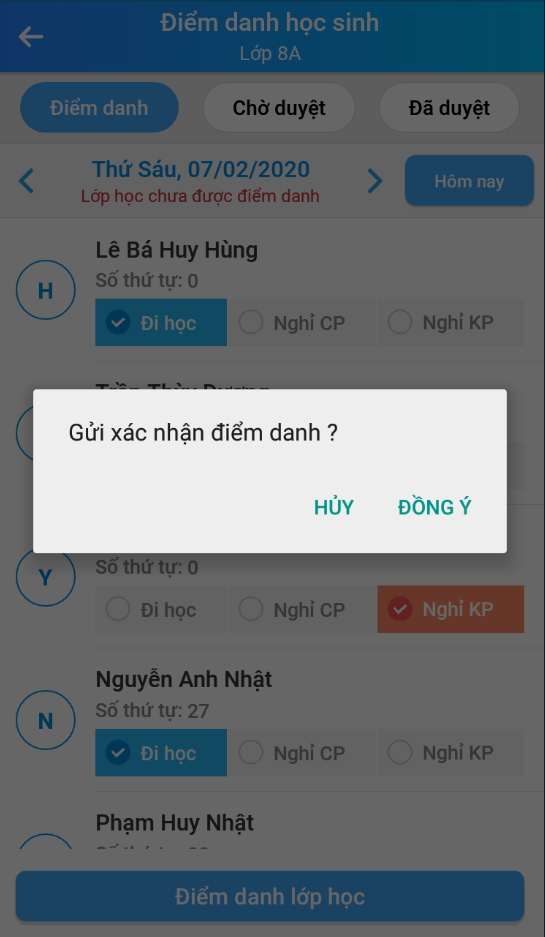 Điểm danh học sinh
Lớp 8A
Điểm danh Chờ duyệt Đã duyệt
Thứ Sáu, 07/02/2020
Lớp học chưa được điểm danh
Hôm nay
Lê Bá Huy Hùng
H
Số thứ tự: 0
Đi học Nghỉ CP Nghỉ KP
Gửi xác nhận điểm danh ?
HỦY ĐỒNG Ý
Số thứ tự: 0
Y
Đi học Nghỉ CP Nghỉ KP
Nguyễn Anh Nhật
N
Số thứ tự: 27
Đi học Nghỉ CP Nghỉ KP
Phạm Huy Nhật
Điểm danh lớp học